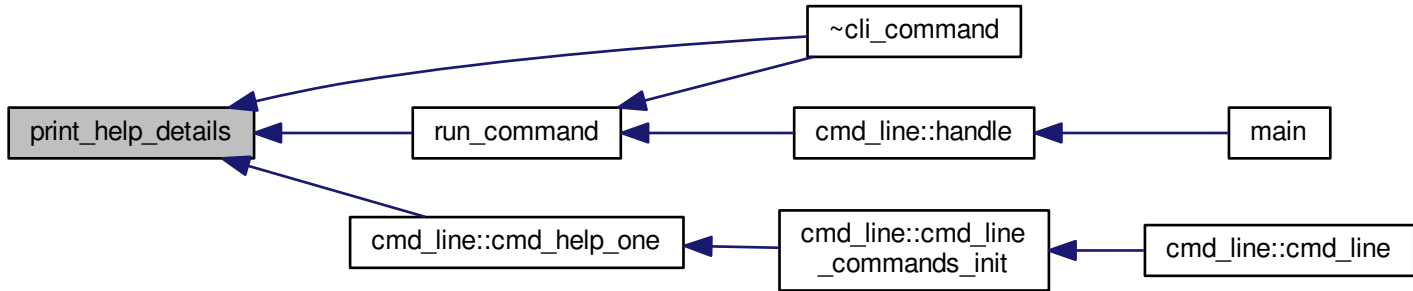 ~cli_command
print_help_details
run_command
cmd_line::handle
main
cmd_line::cmd_help_one
cmd_line::cmd_line
_commands_init
cmd_line::cmd_line